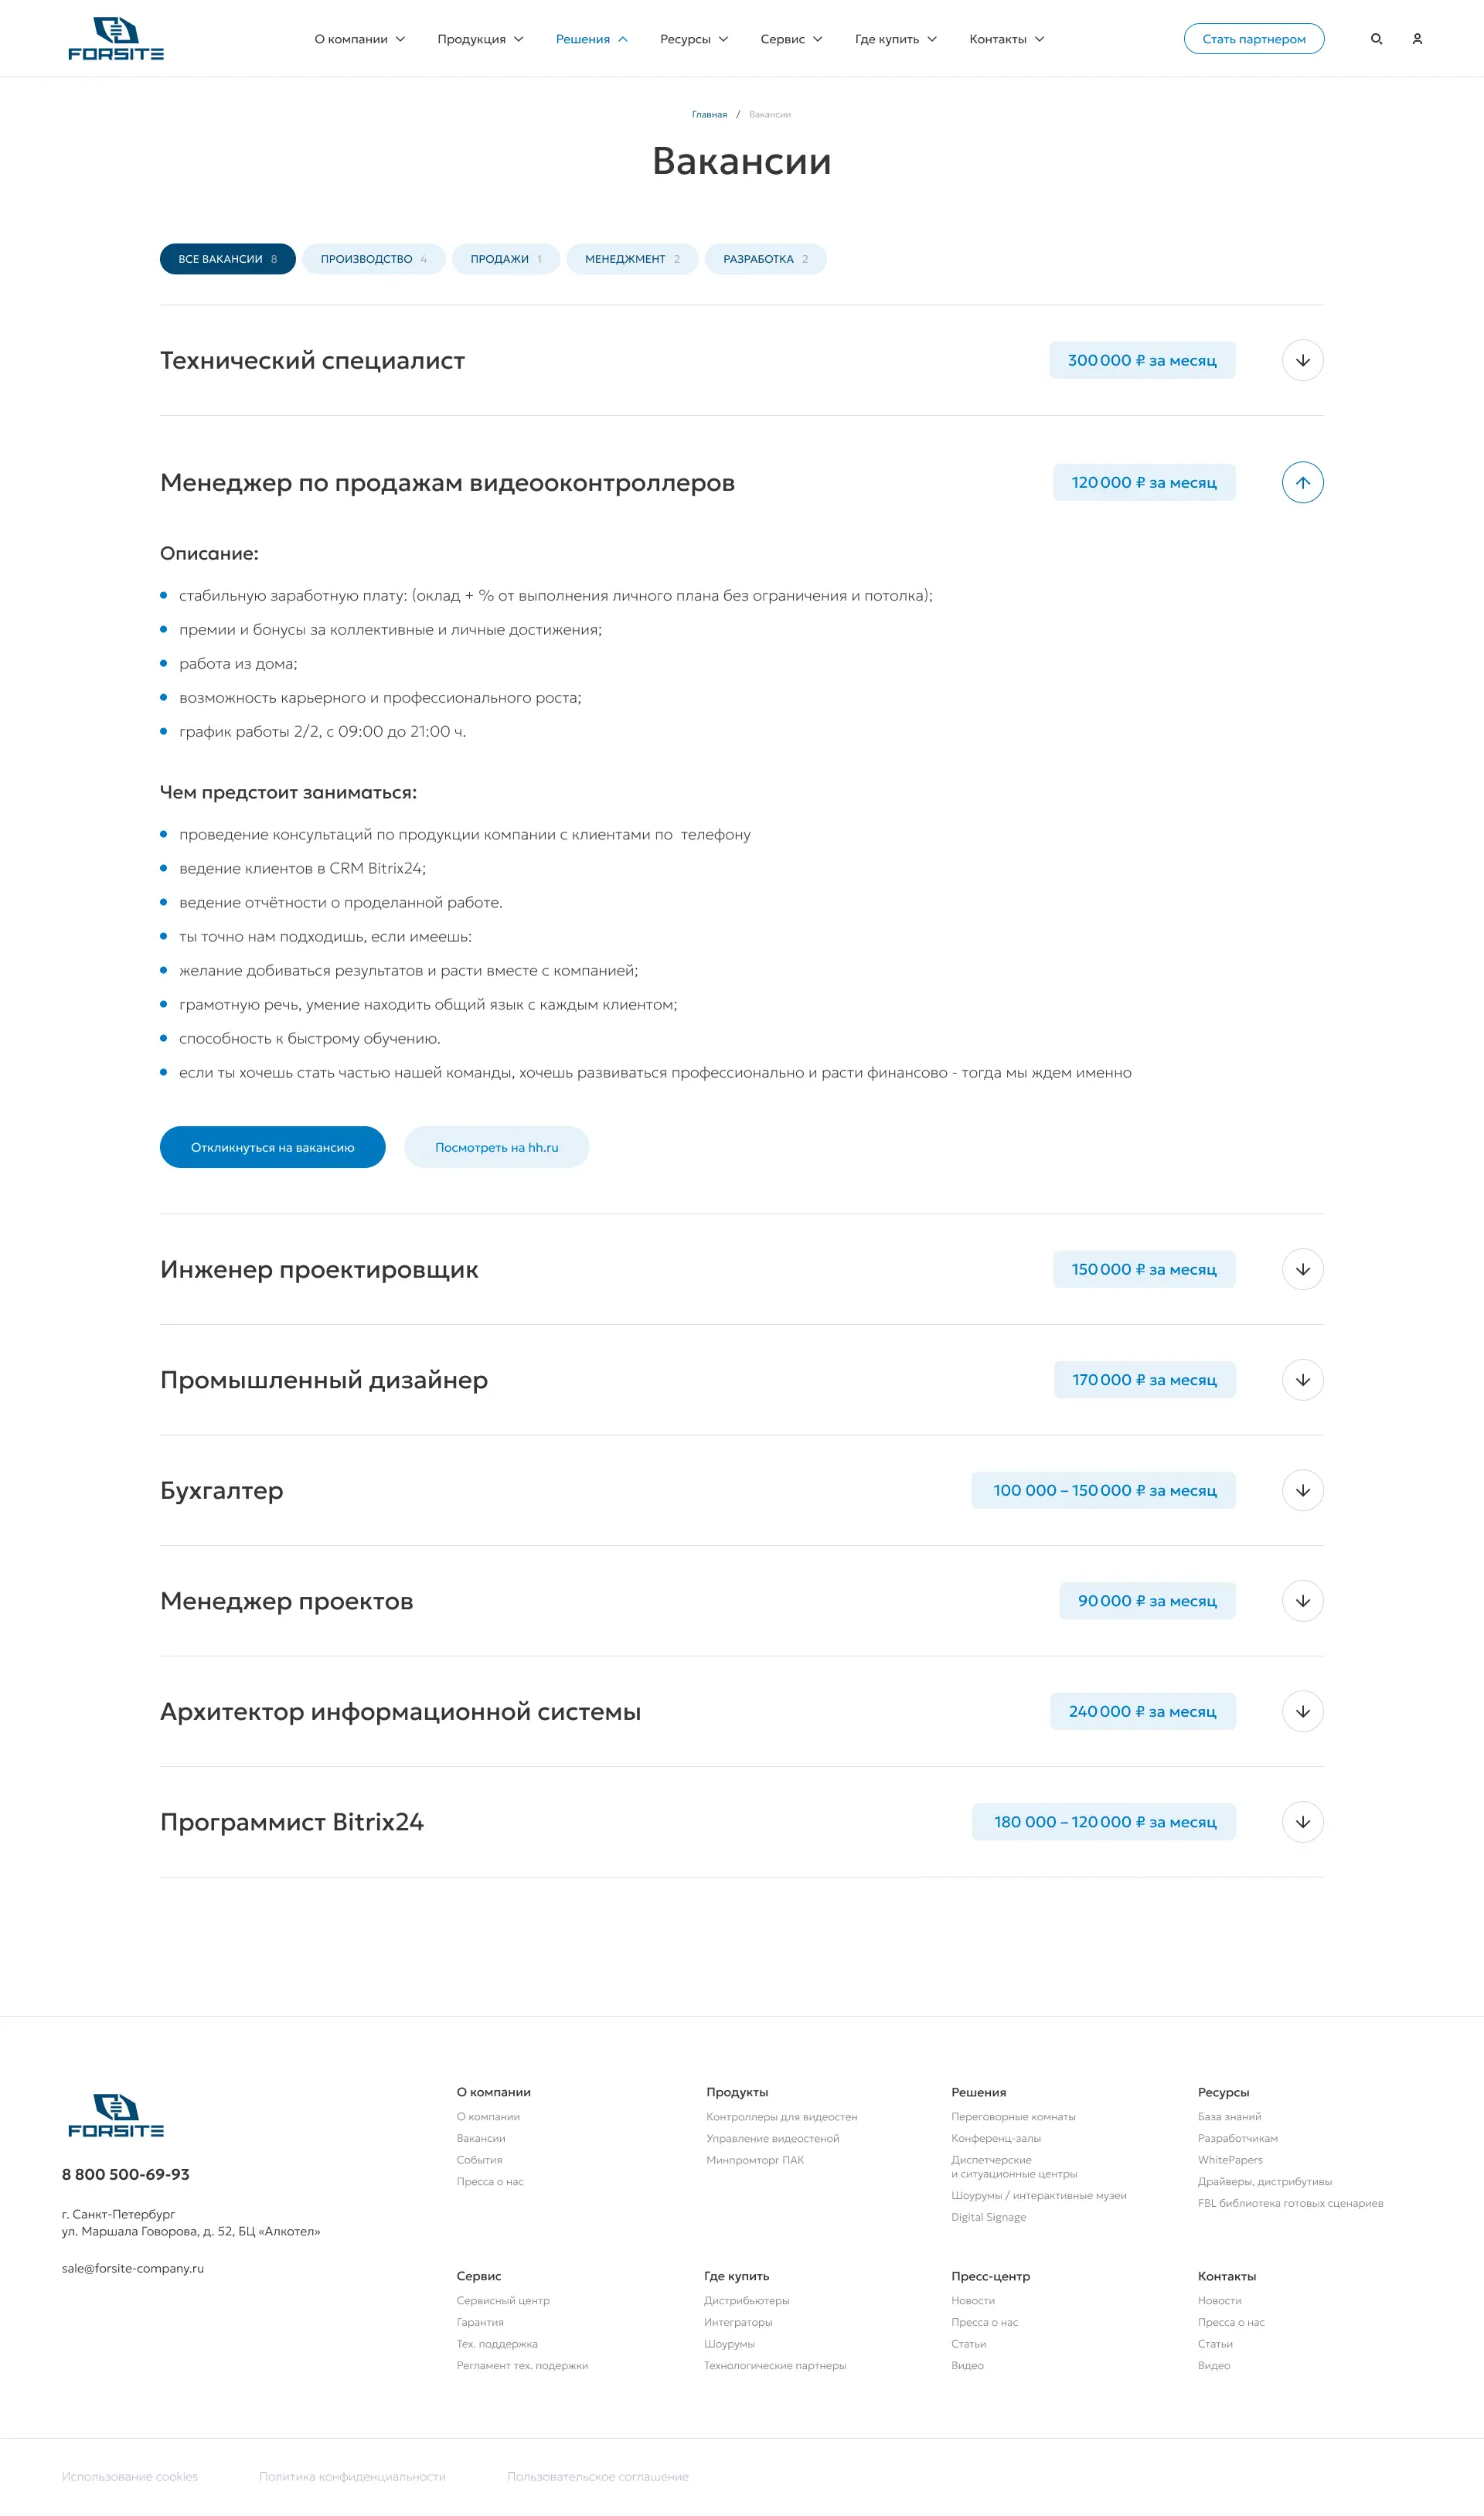 FORSITE
О компании
Продукция
Решения
Ресурсы
Сервис
Где купить
Контакты
Стать партнером
Главная / Вакансии
Вакансии
ВСЕ ВАКАНСИИ 8
ПРОИЗВОДСТВО 4
ПРОДАЖИ 1
МЕНЕДЖМЕНТ 2
РАЗРАБОТКА 2
Технический специалист
300 000 ₽ за месяц
Менеджер по продажам видеооконтроллеров
120 000 ₽ за месяц
Описание:
стабильную заработную плату: (оклад + % от выполнения личного плана без ограничения и потолка);
премии и бонусы за коллективные и личные достижения;
работа из дома;
возможность карьерного и профессионального роста;
график работы 2/2, с 09:00 до 21:00 ч.
Чем предстоит заниматься:
проведение консультаций по продукции компании с клиентами по  телефону
ведение клиентов в CRM Bitrix24;
ведение отчётности о проделанной работе.
ты точно нам подходишь, если имеешь:
желание добиваться результатов и расти вместе с компанией;
грамотную речь, умение находить общий язык с каждым клиентом;
способность к быстрому обучению.
если ты хочешь стать частью нашей команды, хочешь развиваться профессионально и расти финансово - тогда мы ждем именно
Откликнуться на вакансию
Посмотреть на hh.ru
Инженер проектировщик
150 000 ₽ за месяц
Промышленный дизайнер
170 000 ₽ за месяц
Бухгалтер
100 000 – 150 000 ₽ за месяц
Менеджер проектов
90 000 ₽ за месяц
Архитектор информационной системы
240 000 ₽ за месяц
Программист Bitrix24
180 000 – 120 000 ₽ за месяц
FORSITE
8 800 500-69-93
г. Санкт-Петербург
ул. Маршала Говорова, д. 52, БЦ «Алкотел»
sale@forsite-company.ru
О компании
О компании
Вакансии
События
Пресса о нас
Продукты
Контроллеры для видеостен
Управление видеостеной
Минпромторг ПАК
Решения
Переговорные комнаты
Конференц-залы
Диспетчерские
и ситуационные центры
Шоурумы / интерактивные музеи
Digital Signage
Ресурсы
База знаний
Разработчикам
WhitePapers
Драйверы, дистрибутивы
FBL библиотека готовых сценариев
Сервис
Сервисный центр
Гарантия
Тех. поддержка
Регламент тех. подержки
Где купить
Дистрибьютеры
Интеграторы
Шоурумы
Технологические партнеры
Пресс-центр
Новости
Пресса о нас
Статьи
Видео
Контакты
Новости
Пресса о нас
Статьи
Видео
Использование cookies
Политика конфиденциальности
Пользовательское соглашение